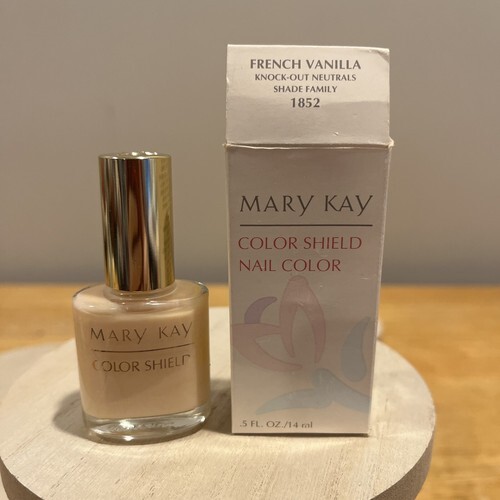 FRENCH VANILLA
KNOCK-OUT NEUTRALS
SHADE FAMILY
1852
MARY KAY
COLOR SHIELD
NAIL COLOR
.5 FL. OZ./14 ml
MARY KAY
COLOR SHIELD